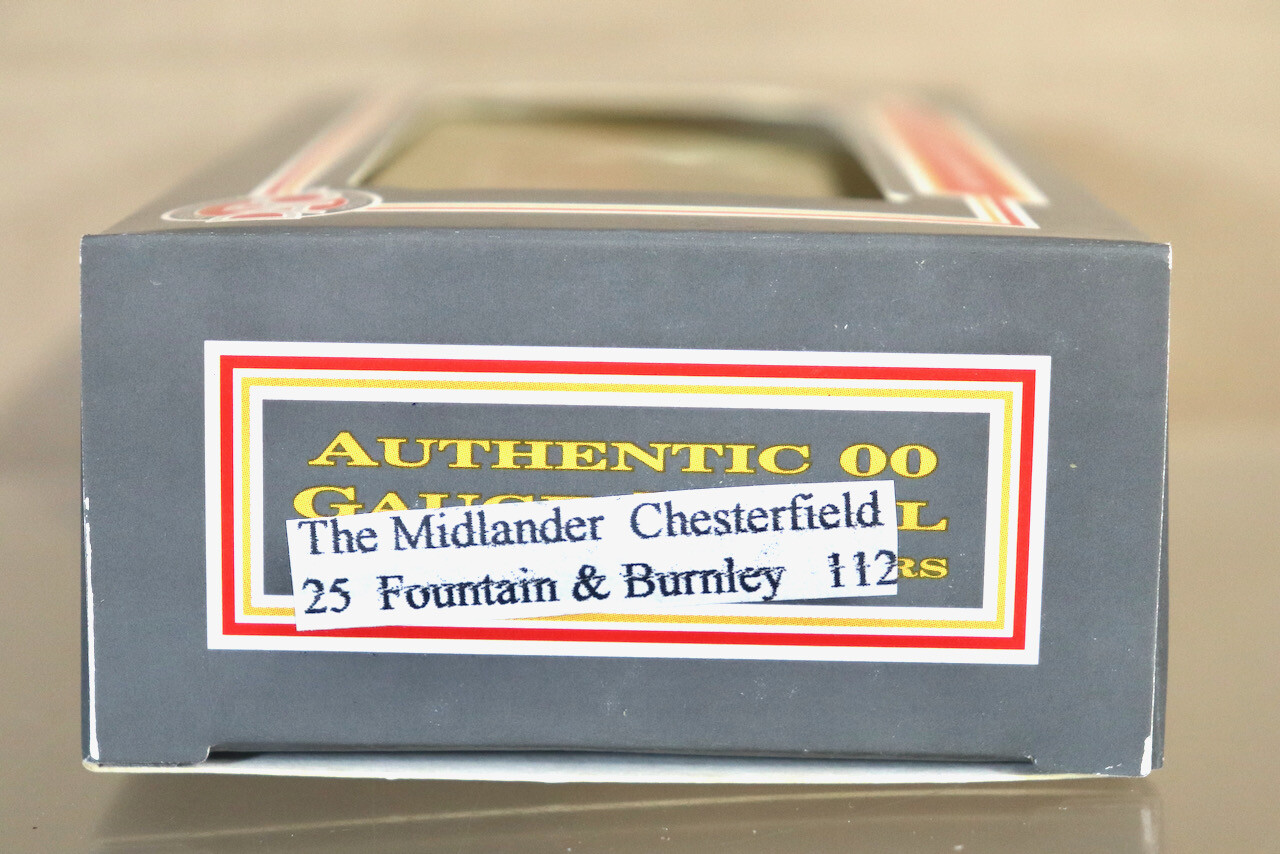 AUTHENTIC 00
The Midlander Chesterfield
25 Fountain & Burnley 112